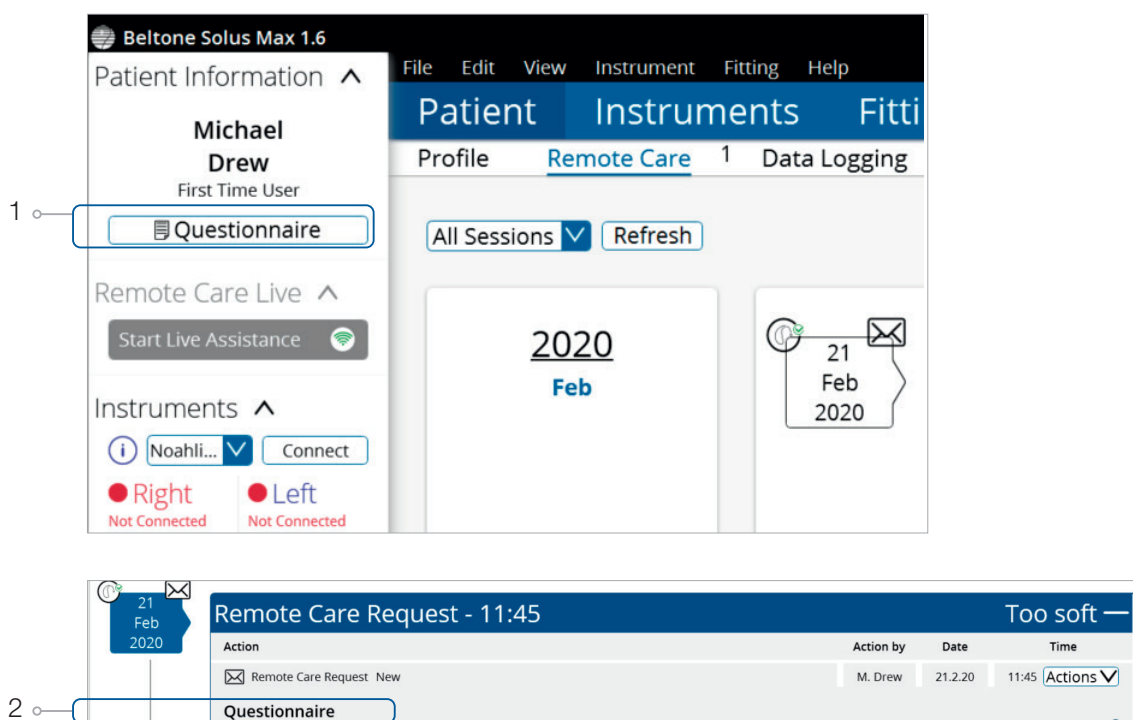 Beltone Solus Max 1.6
Patient Information
File Edit View Instrument Fitting Help
Patient Instruments Fitti
Michael
Drew
First Time User
Profile Remote Care 1 Data Logging
1
Questionnaire
All Sessions Refresh
Remote Care Live
Start Live Assistance
2020
Feb
21
Feb
2020
Instruments
i Noahli... Connect
Right Left
Not Connected Not Connected
21
Feb
2020
Remote Care Request - 11:45 Too soft
Action Action by Date Time
Remote Care Request New M. Drew 21.2.20 11:45 Actions
2
Questionnaire